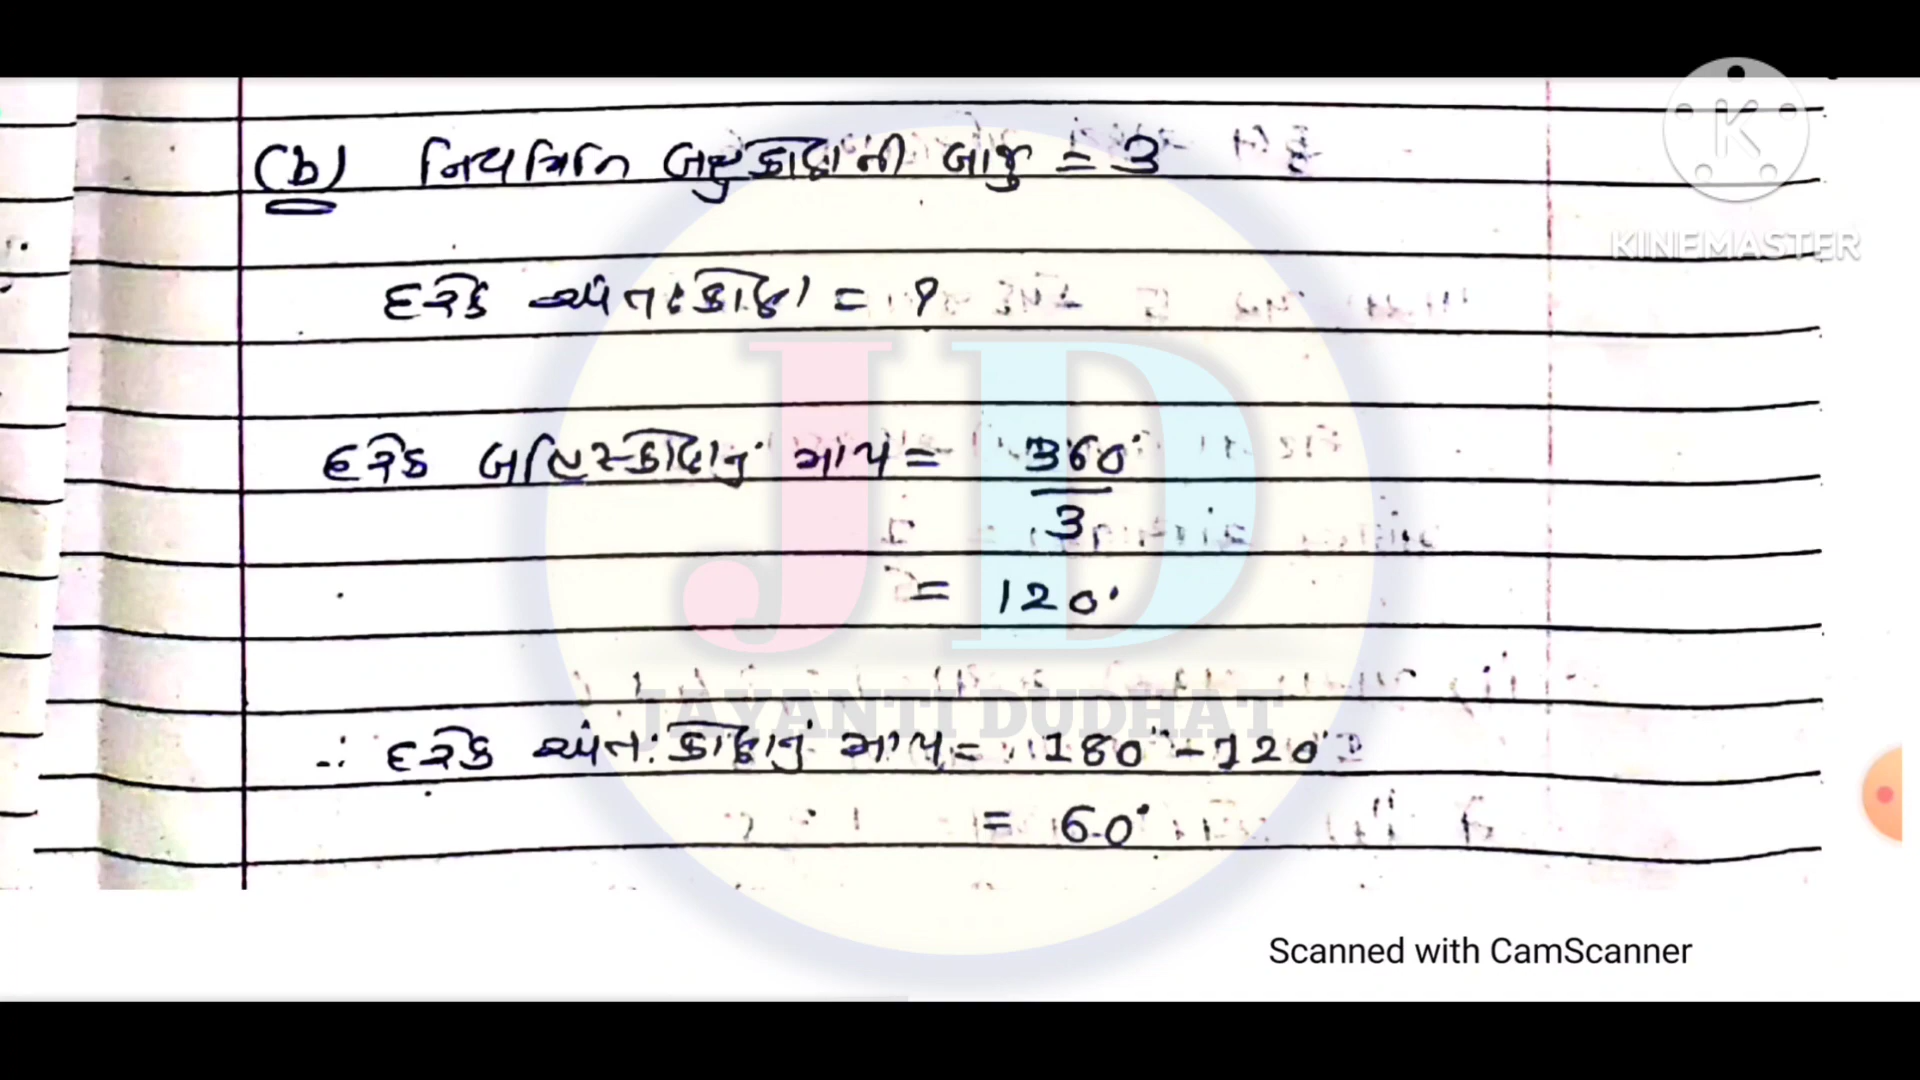 (b) નિયમિત બહુકોણની બાજુ = 3
KINEMASTER
દરેક અંતઃકોણ = ?
દરેક બહિષ્કોણનું માપ = 360°
3
= 120°
JD
JAYANTI DUDHAT
∴ દરેક અંતઃકોણનું માપ = 180° - 120°
= 60°
Scanned with CamScanner